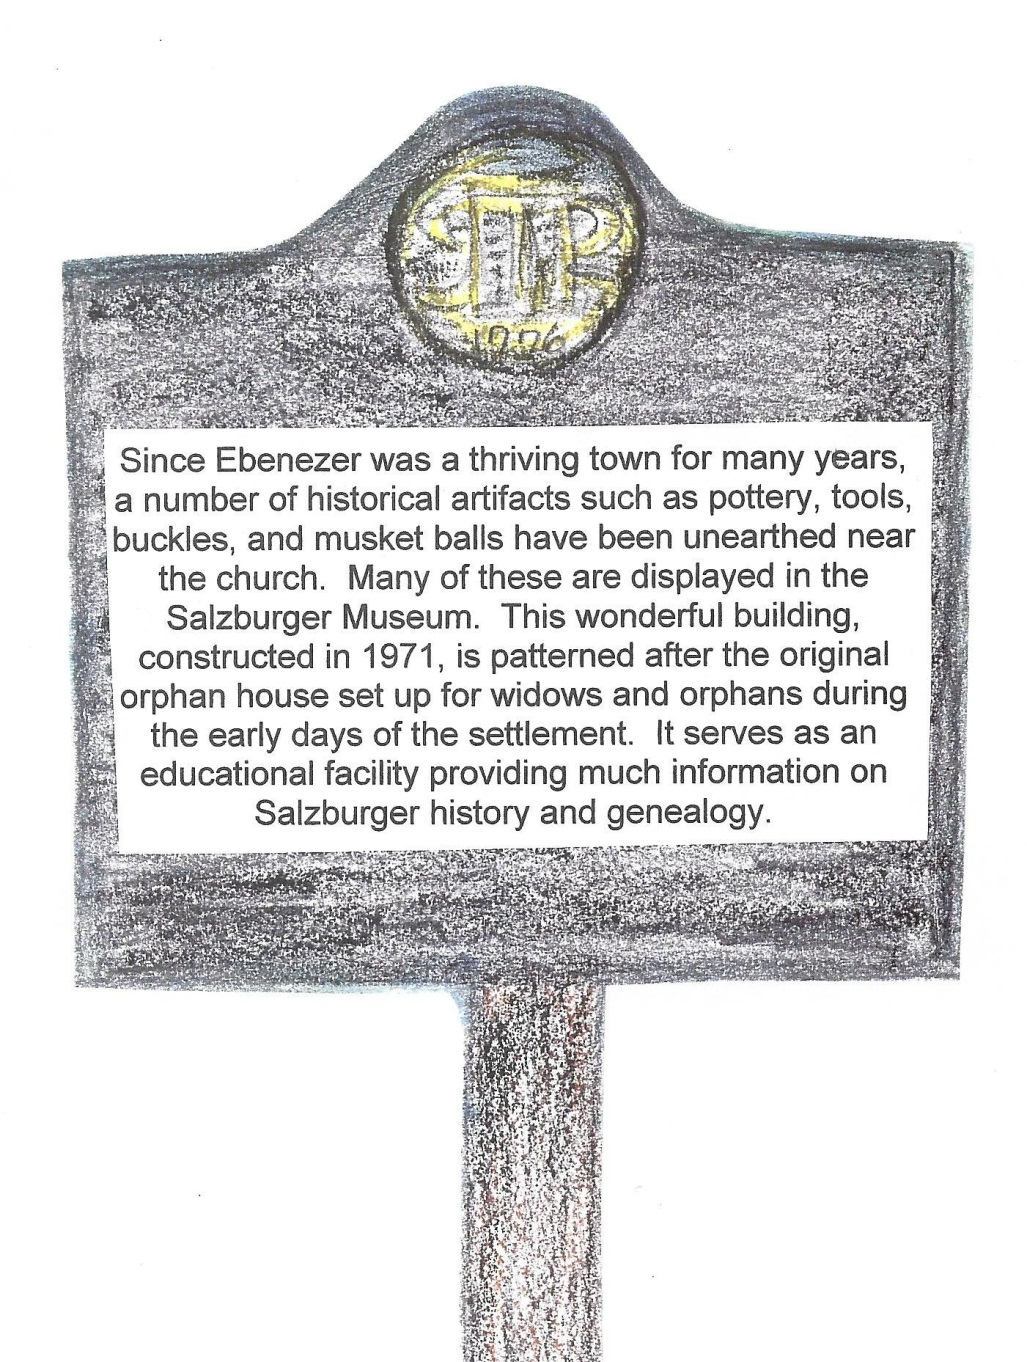 1776
Since Ebenezer was a thriving town for many years,
a number of historical artifacts such as pottery, tools,
buckles, and musket balls have been unearthed near
the church.  Many of these are displayed in the
Salzburger Museum.  This wonderful building,
constructed in 1971, is patterned after the original
orphan house set up for widows and orphans during
the early days of the settlement.  It serves as an
educational facility providing much information on
Salzburger history and genealogy.